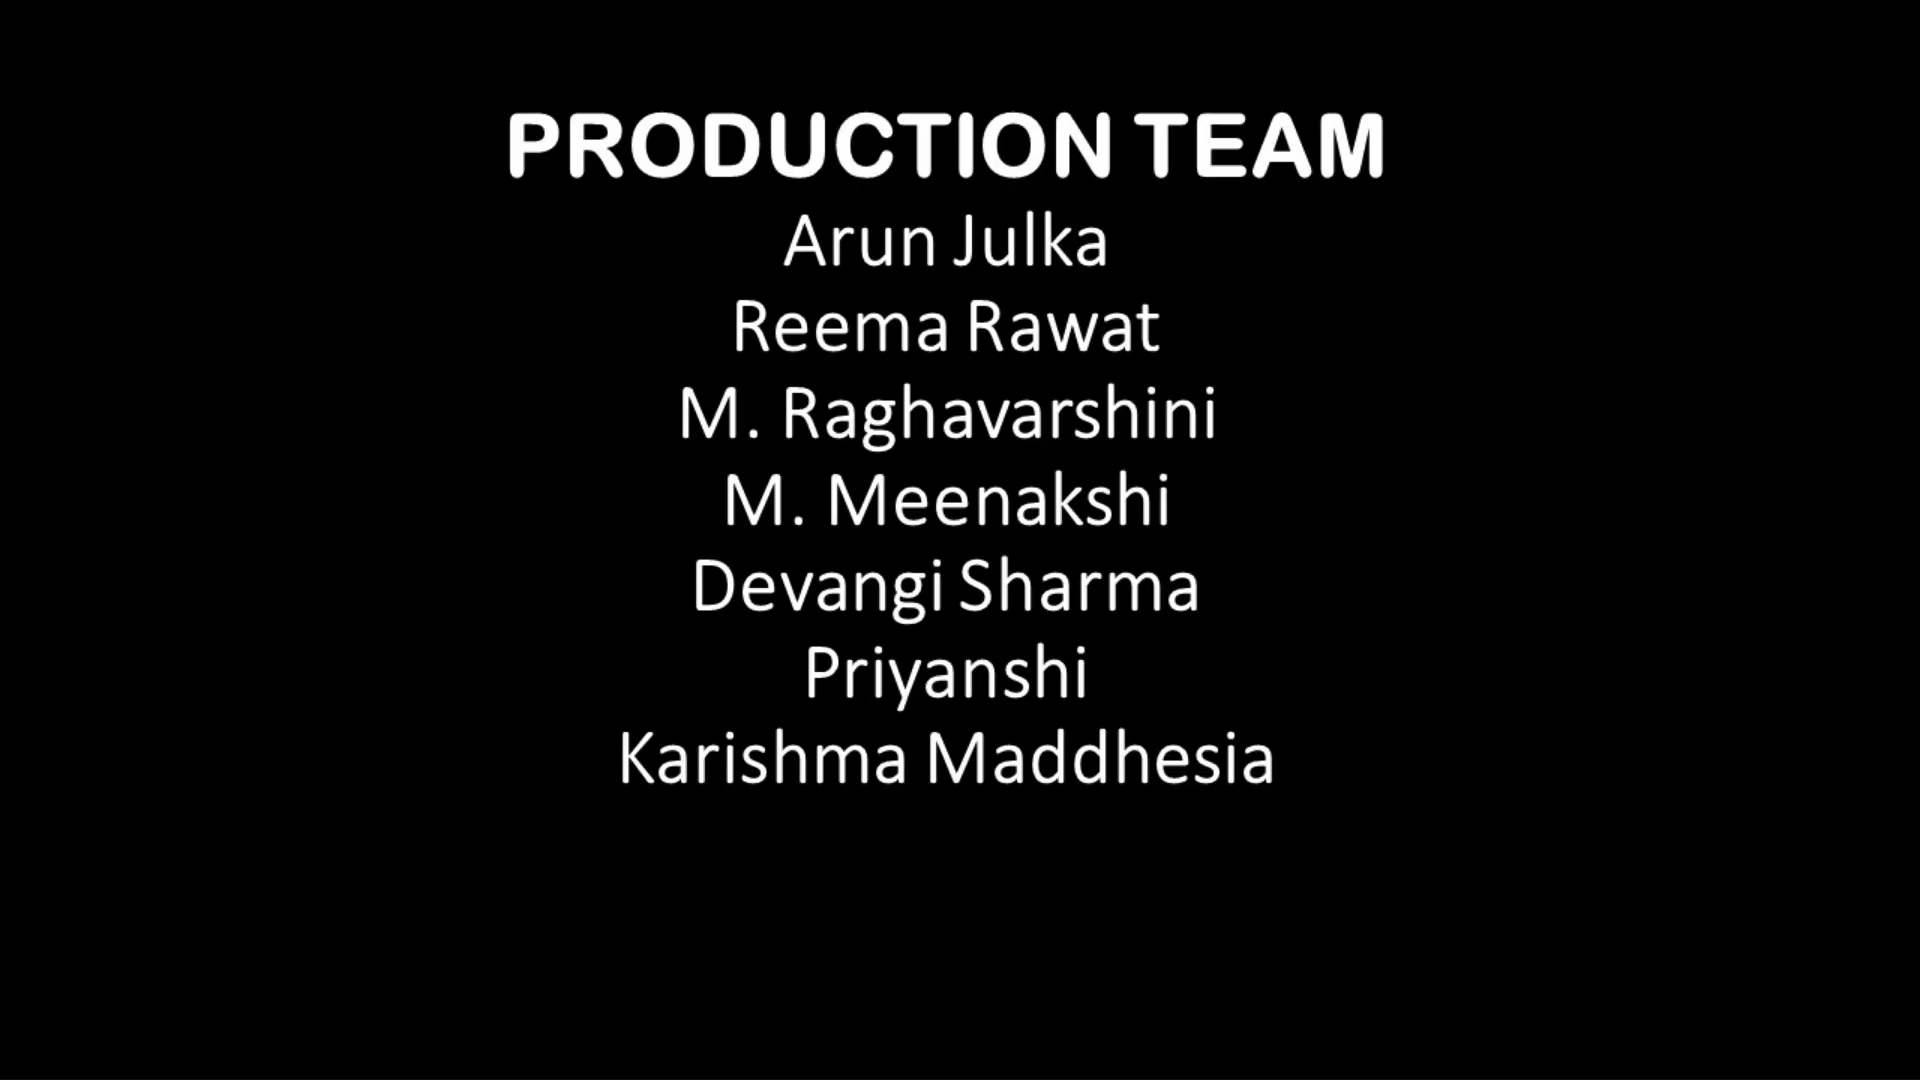 PRODUCTION TEAM
Arun Julka
Reema Rawat
M. Raghavarshini
M. Meenakshi
Devangi Sharma
Priyanshi
Karishma Maddhesia